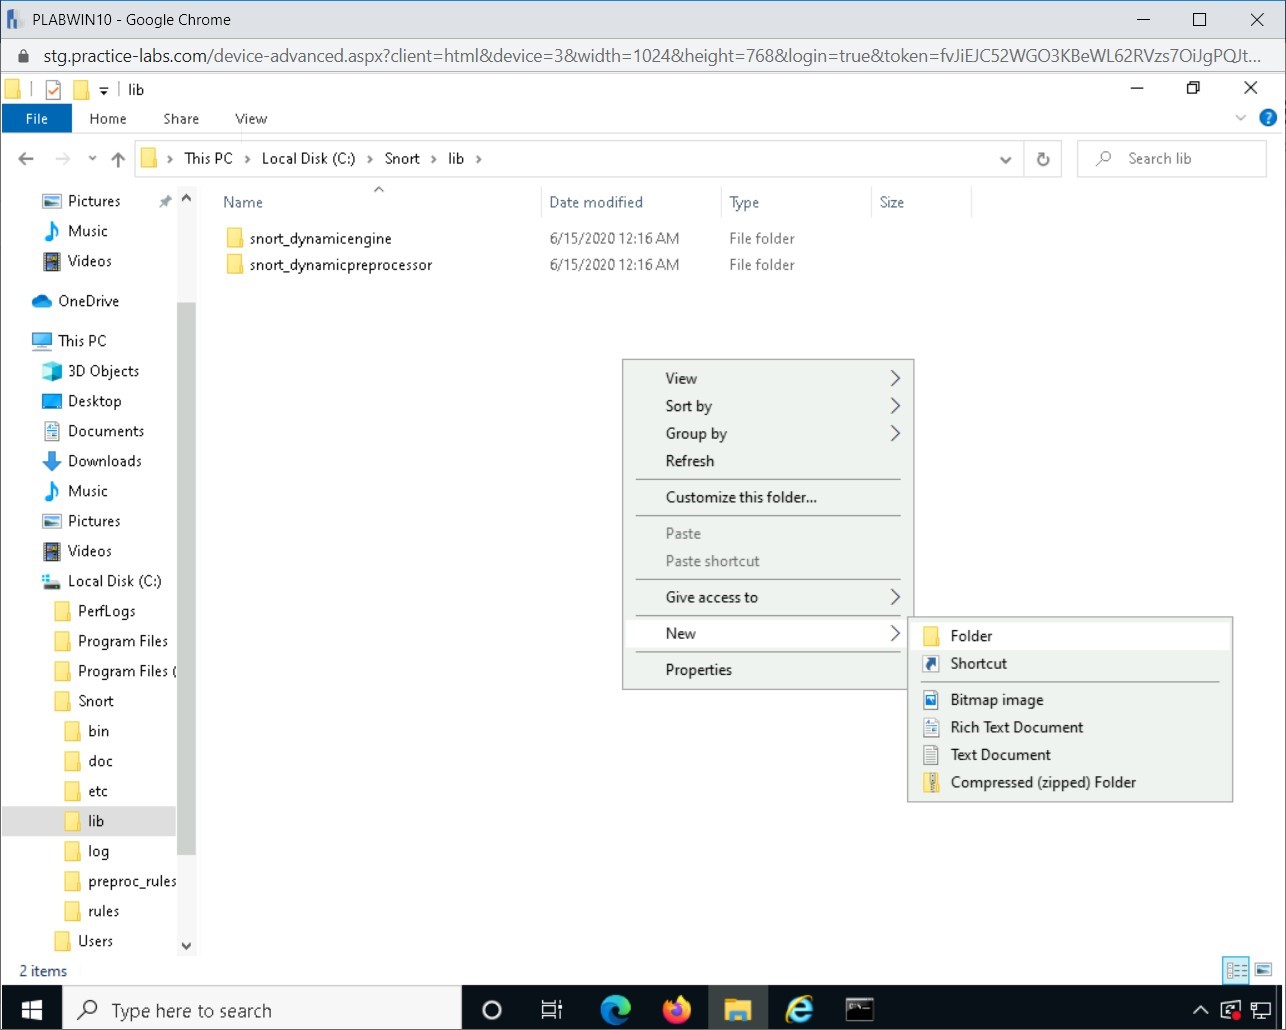 PLABWIN10 - Google Chrome
stg.practice-labs.com/device-advanced.aspx?client=html&device=3&width=1024&height=768&login=true&token=fvJiEJC52WGO3KBeWL62RVzs7OiJgPQJt...
lib
File Home Share View
This PC > Local Disk (C:) > Snort > lib >
Search lib
Name Date modified Type Size
snort_dynamicengine 6/15/2020 12:16 AM File folder
snort_dynamicpreprocessor 6/15/2020 12:16 AM File folder
Pictures
Music
Videos
OneDrive
This PC
3D Objects
Desktop
Documents
Downloads
Music
Pictures
Videos
Local Disk (C:)
PerfLogs
Program Files
Program Files (
Snort
bin
doc
etc
lib
log
preproc_rules
rules
Users
View
Sort by
Group by
Refresh
Customize this folder...
Paste
Paste shortcut
Give access to
New
Properties
Folder
Shortcut
Bitmap image
Rich Text Document
Text Document
Compressed (zipped) Folder
2 items
Type here to search